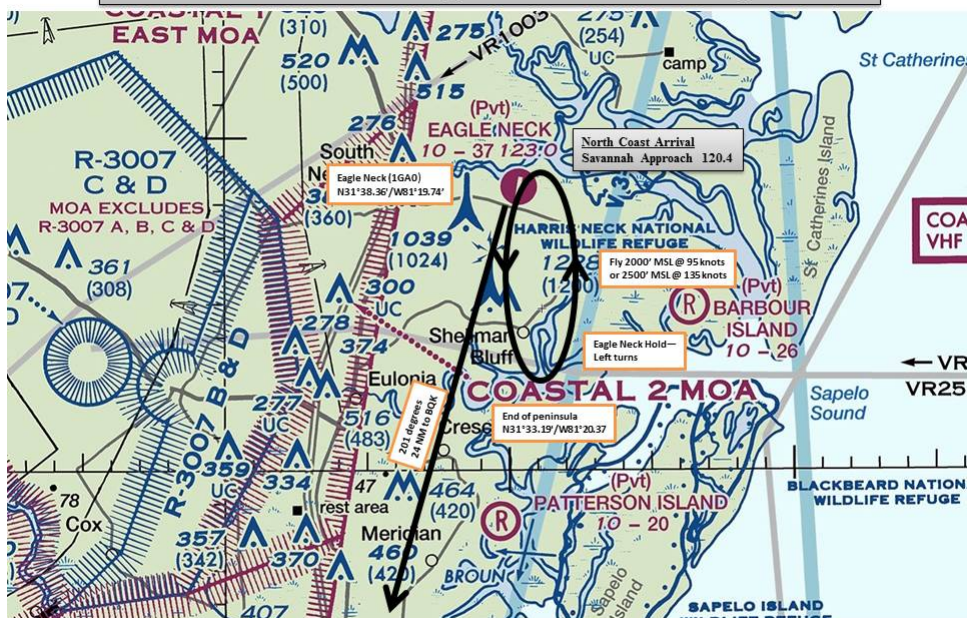 COASTAL 1
EAST MOA
520
(310)
520
(500)
275
515
VR1003
275
(254)
UC
camp
St Catherines
276
(Pvt)
EAGLE NECK
10 - 37 123.0
South
North Coast Arrival
Savannah Approach 120.4
R-3007
C & D
MOA EXCLUDES
R-3007 A, B, C & D
Eagle Neck (1GA0)
N31°38.36'/W81°19.74'
(360)
1039
(1024)
HARRIS NECK NATIONAL
WILDLIFE REFUGE
St Catherines Island
COA
VHF
361
(308)
300
UC
Fly 2000' MSL @ 95 knots
or 2500' MSL @ 135 knots
(Pvt)
R
BARBOUR
ISLAND
10 - 26
278
374
Shellman
Bluff
Eagle Neck Hold—
Left turns
VR
VR25
R-3007 B & D
Eulonia
COASTAL 2 MOA
Sapelo
Sound
277
UC
516
(483)
Cresc
201 degrees
24 NM to BQK
End of peninsula
N31°33.19'/W81°20.37
359
UC
334
47
rest area
464
(420)
(Pvt)
R
PATTERSON ISLAND
10 - 20
BLACKBEARD NATION
WILDLIFE REFUGE
78
Cox
357
(342)
370
Meridian
460
(420)
BROUN
407
Sapelo
Island
SAPELO ISLAND
WILDLIFE REFUGE